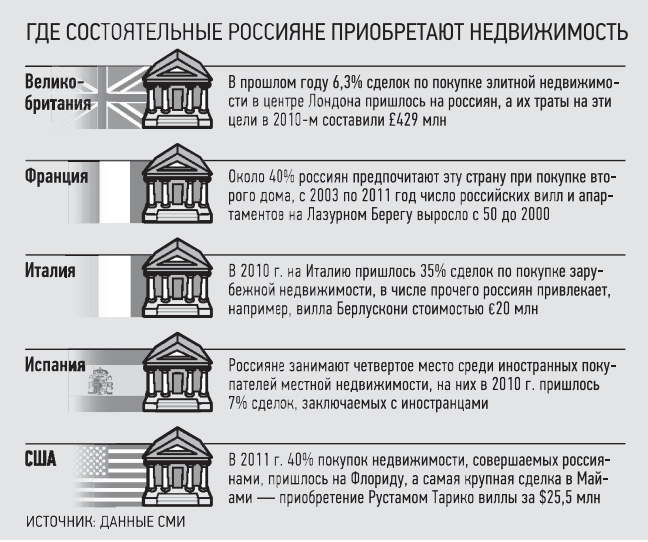 ГДЕ СОСТОЯТЕЛЬНЫЕ РОССИЯНЕ ПРИОБРЕТАЮТ НЕДВИЖИМОСТЬ
Велико-
британия
В прошлом году 6,3% сделок по покупке элитной недвижимо-
сти в центре Лондона пришлось на россиян, а их траты на эти
цели в 2010-м составили £429 млн
Франция
Около 40% россиян предпочитают эту страну при покупке вто-
рого дома, с 2003 по 2011 год число российских вилл и апар-
таментов на Лазурном Берегу выросло с 50 до 2000
Италия
В 2010 г. на Италию пришлось 35% сделок по покупке зару-
бежной недвижимости, в числе прочего россиян привлекает,
например, вилла Берлускони стоимостью €20 млн
Испания
Россияне занимают четвертое место среди иностранных поку-
пателей местной недвижимости, на них в 2010 г. пришлось
7% сделок, заключаемых с иностранцами
США
В 2011 г. 40% покупок недвижимости, совершаемых россия-
нами, пришлось на Флориду, а самая крупная сделка в Май-
ами — приобретение Рустамом Тарико виллы за $25,5 млн
ИСТОЧНИК: ДАННЫЕ СМИ